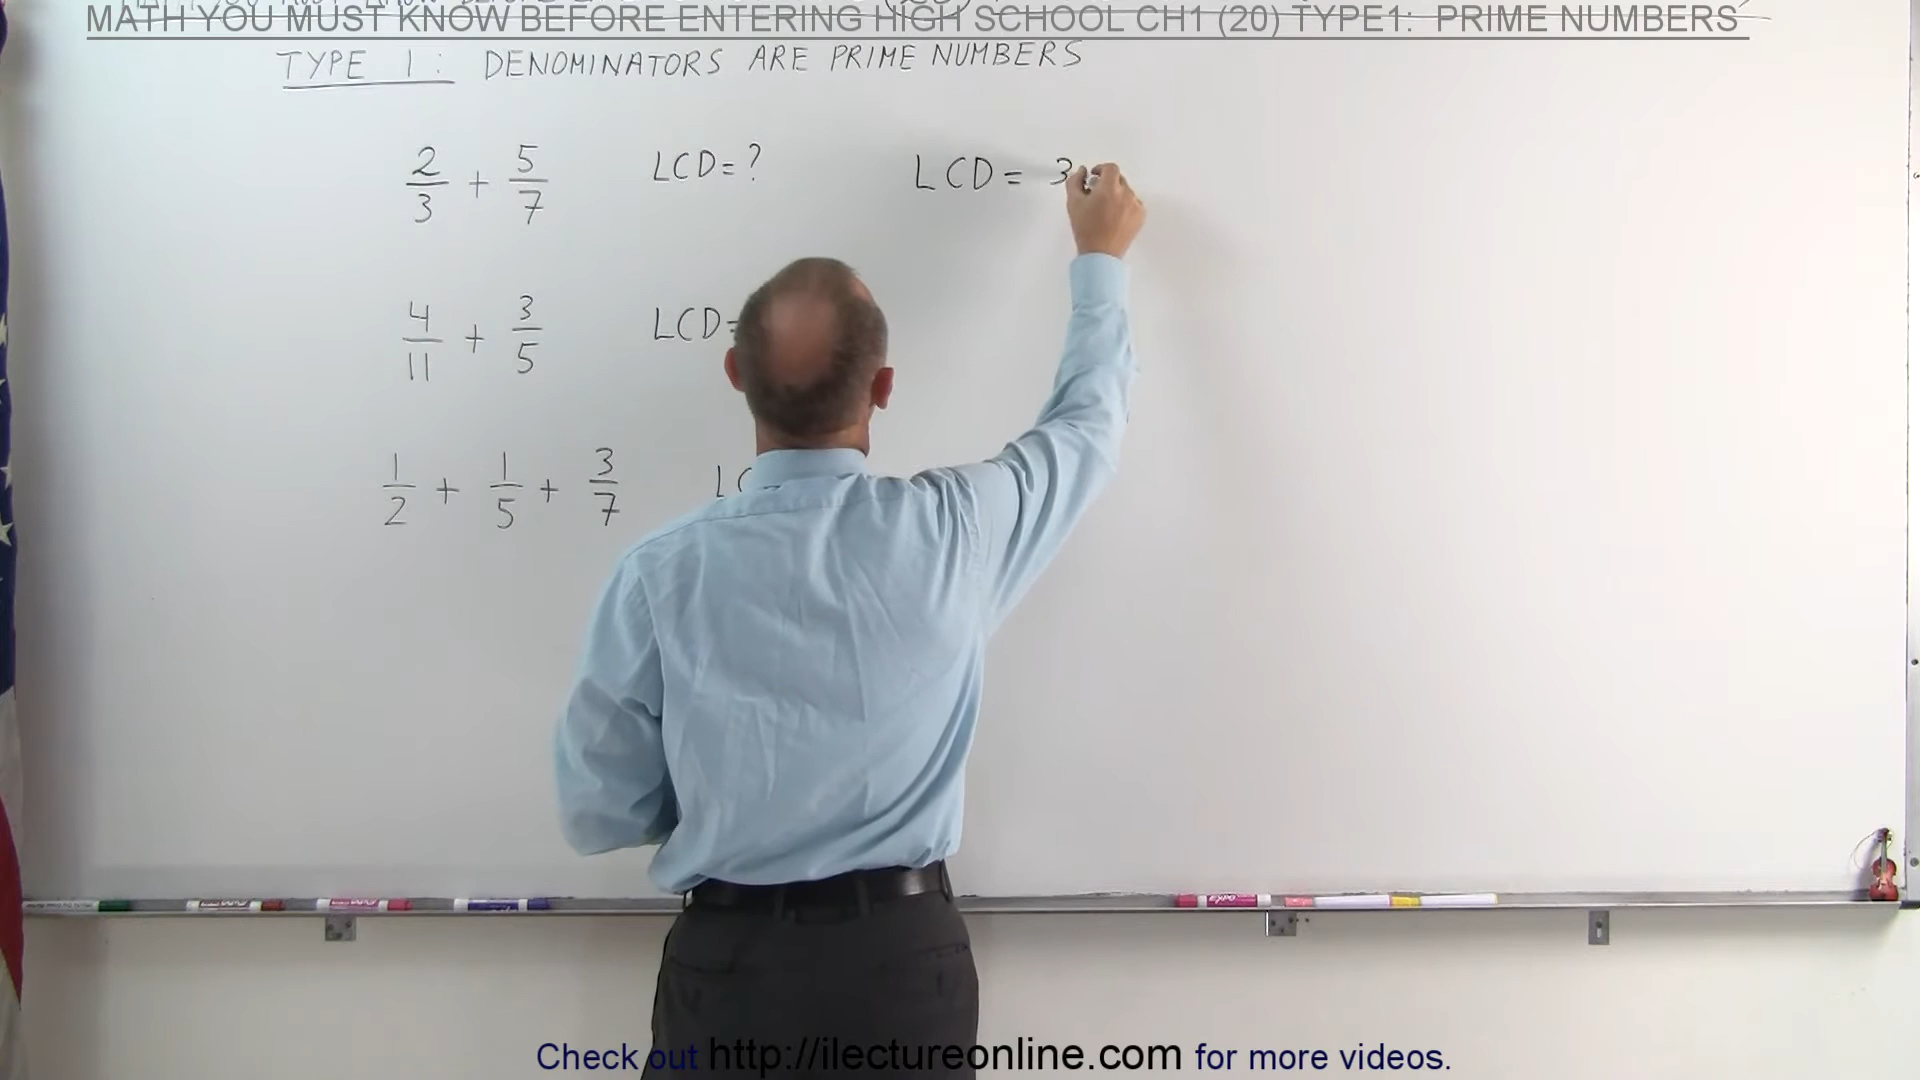 MATH YOU MUST KNOW BEFORE ENTERING HIGH SCHOOL CH1 (20) TYPE1: PRIME NUMBERS
TYPE 1: DENOMINATORS ARE PRIME NUMBERS
2/3 + 5/7 LCD=? LCD= 3
4/11 + 3/5 LCD=
1/2 + 1/5 + 3/7 LC
Check out http://ilectureonline.com for more videos.